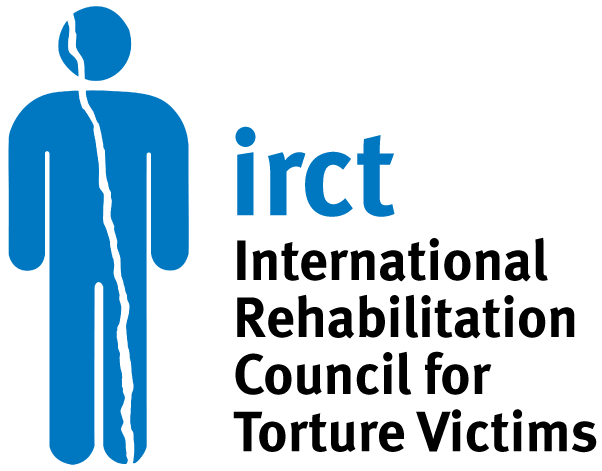 irct
International
Rehabilitation
Council for
Torture Victims